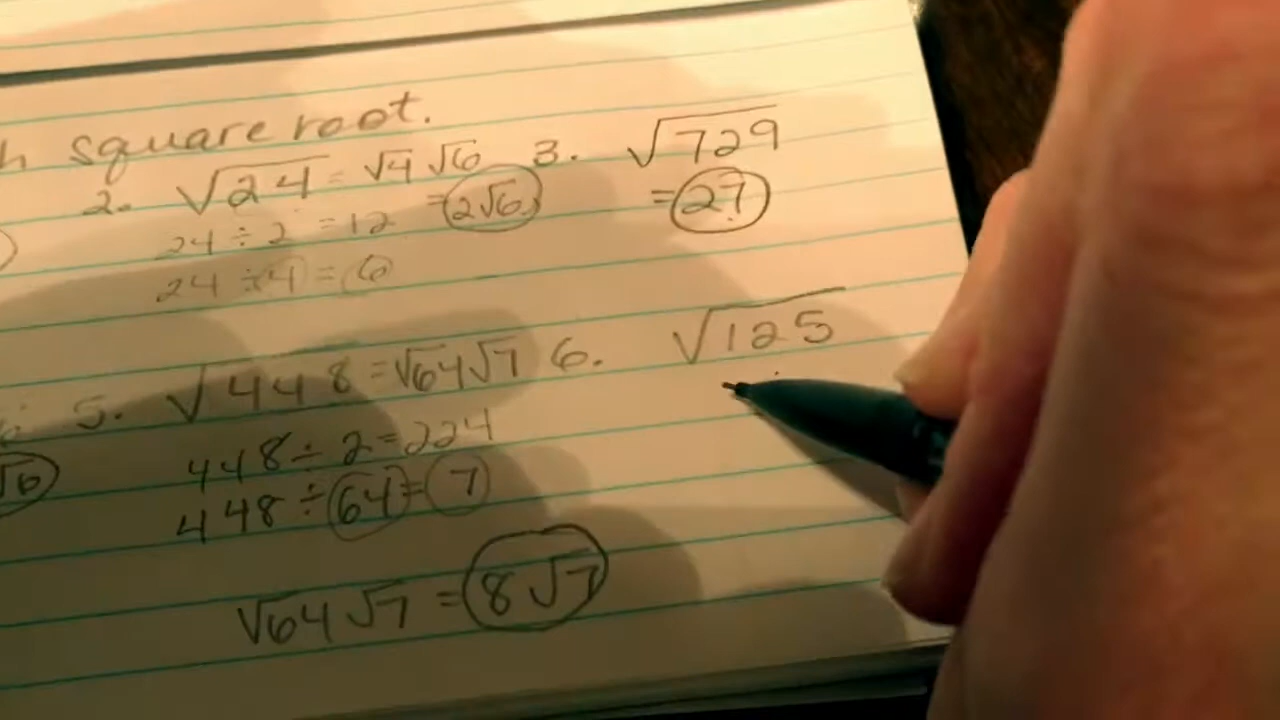 h square root.
2. √24 = √4 √6 3. √729
= 2√6 = 27
24 ÷ 2 = 12
24 ÷ 4 = 6
5. √448 = √64√7 6. √125
√6
448 ÷ 2 = 224
448 ÷ 64 = 7
√64√7 = 8√7